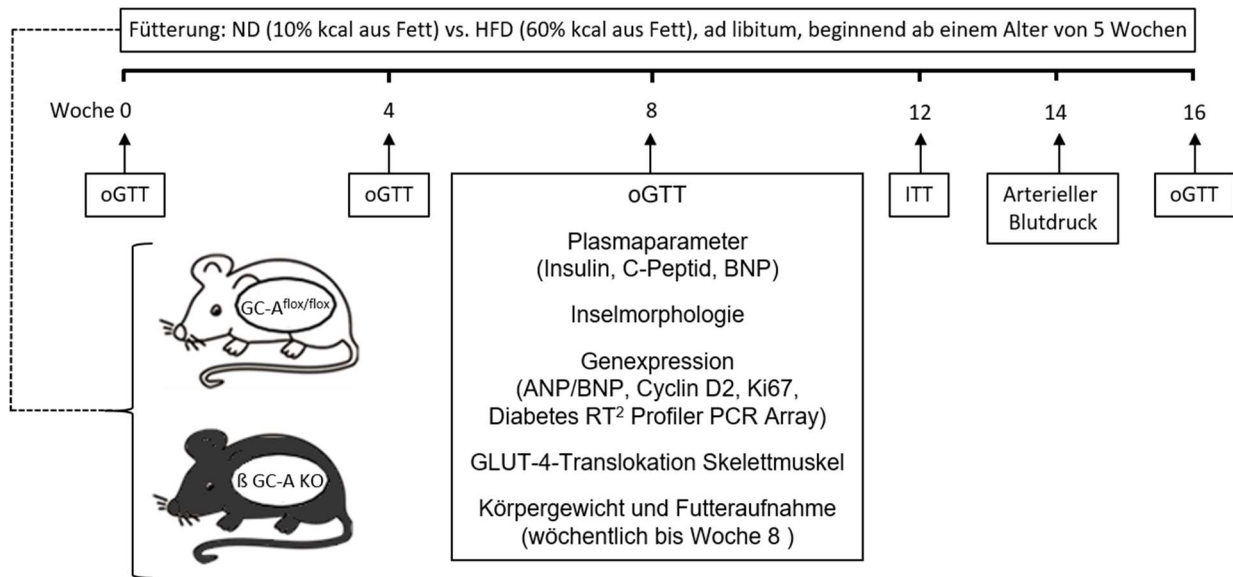 Fütterung: ND (10% kcal aus Fett) vs. HFD (60% kcal aus Fett), ad libitum, beginnend ab einem Alter von 5 Wochen
Woche 0 4 8 12 14 16
oGTT
oGTT
oGTT
Plasmaparameter
(Insulin, C-Peptid, BNP)
Inselmorphologie
Genexpression
(ANP/BNP, Cyclin D2, Ki67,
Diabetes RT² Profiler PCR Array)
GLUT-4-Translokation Skelettmuskel
Körpergewicht und Futteraufnahme
(wöchentlich bis Woche 8 )
ITT
Arterieller
Blutdruck
oGTT
GC-A^flox/flox
ß GC-A KO